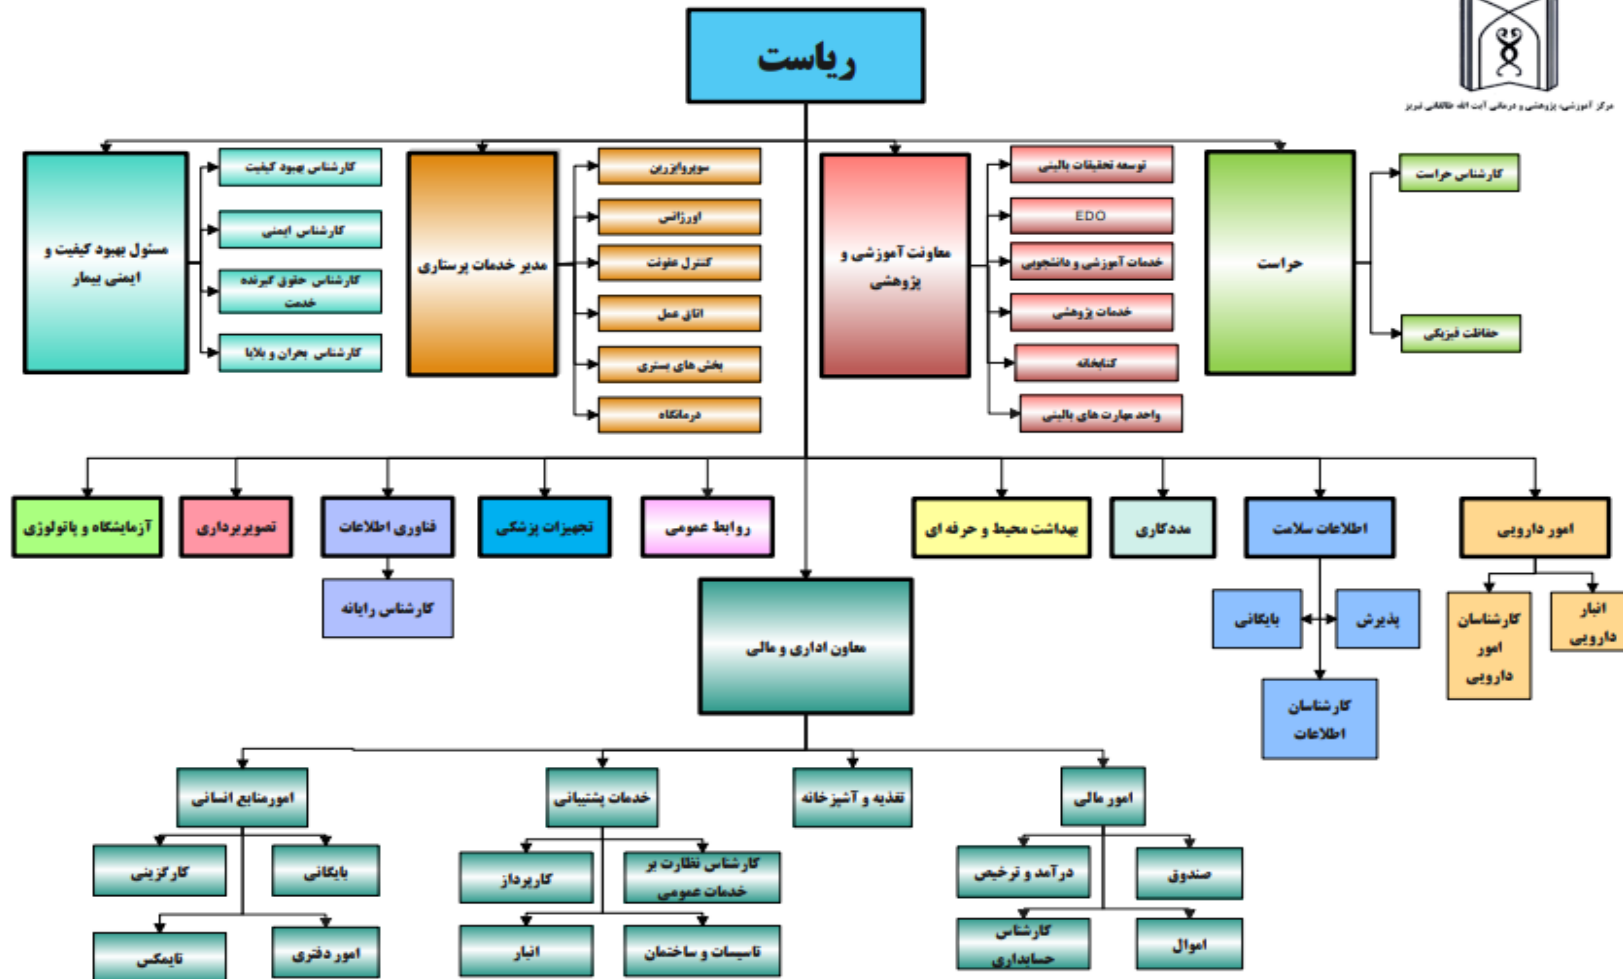 ریاست
مرکز آموزشی، پژوهشی و درمانی آیت الله طالقانی تبریز
حراست
کارشناس حراست
حفاظت فیزیکی
معاونت آموزشی و
پژوهشی
توسعه تحقیقات بالینی
EDO
خدمات آموزشی و دانشجویی
خدمات پژوهشی
کتابخانه
واحد مهارت های بالینی
مدیر خدمات پرستاری
سوپروایزرین
اورژانس
کنترل عفونت
اتاق عمل
بخش های بستری
درمانگاه
مسئول بهبود کیفیت و
ایمنی بیمار
کارشناس بهبود کیفیت
کارشناس ایمنی
کارشناس حقوق گیرنده
خدمت
کارشناس بحران و بلایا
امور دارویی
اطلاعات سلامت
مددکاری
بهداشت محیط و حرفه ای
روابط عمومی
تجهیزات پزشکی
فناوری اطلاعات
تصویربرداری
آزمایشگاه و پاتولوژی
انبار
دارویی
کارشناسان
امور
دارویی
پذیرش
بایگانی
کارشناسان
اطلاعات
کارشناس رایانه
معاون اداری و مالی
امور مالی
تغذیه و آشپزخانه
خدمات پشتیبانی
امورمنابع انسانی
صندوق
درآمد و ترخیص
اموال
کارشناس
حسابداری
کارشناس نظارت بر
خدمات عمومی
کارپرداز
تاسیسات و ساختمان
انبار
بایگانی
کارگزینی
امور دفتری
تایمکس